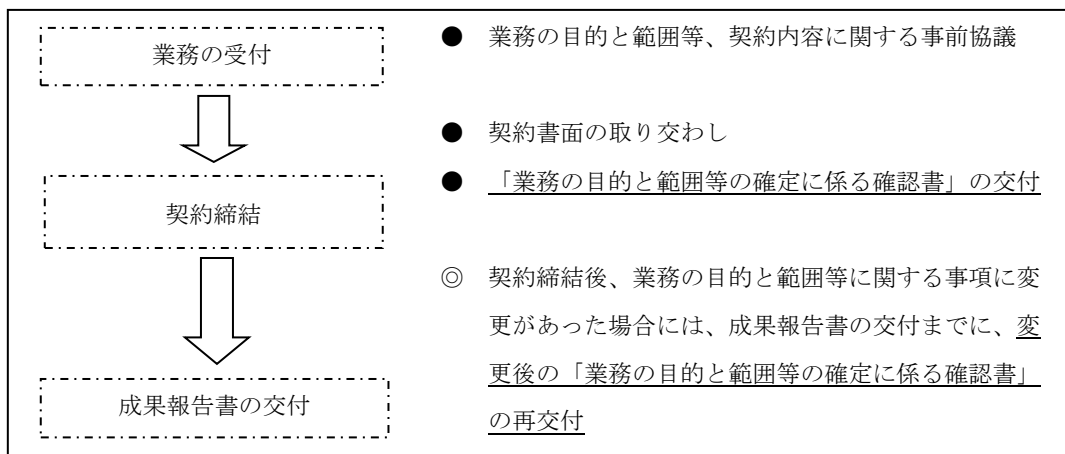 業務の受付
契約締結
成果報告書の交付
● 業務の目的と範囲等、契約内容に関する事前協議
● 契約書面の取り交わし
● 「業務の目的と範囲等の確定に係る確認書」の交付
◎ 契約締結後、業務の目的と範囲等に関する事項に変
更があった場合には、成果報告書の交付までに、変
更後の「業務の目的と範囲等の確定に係る確認書」
の再交付